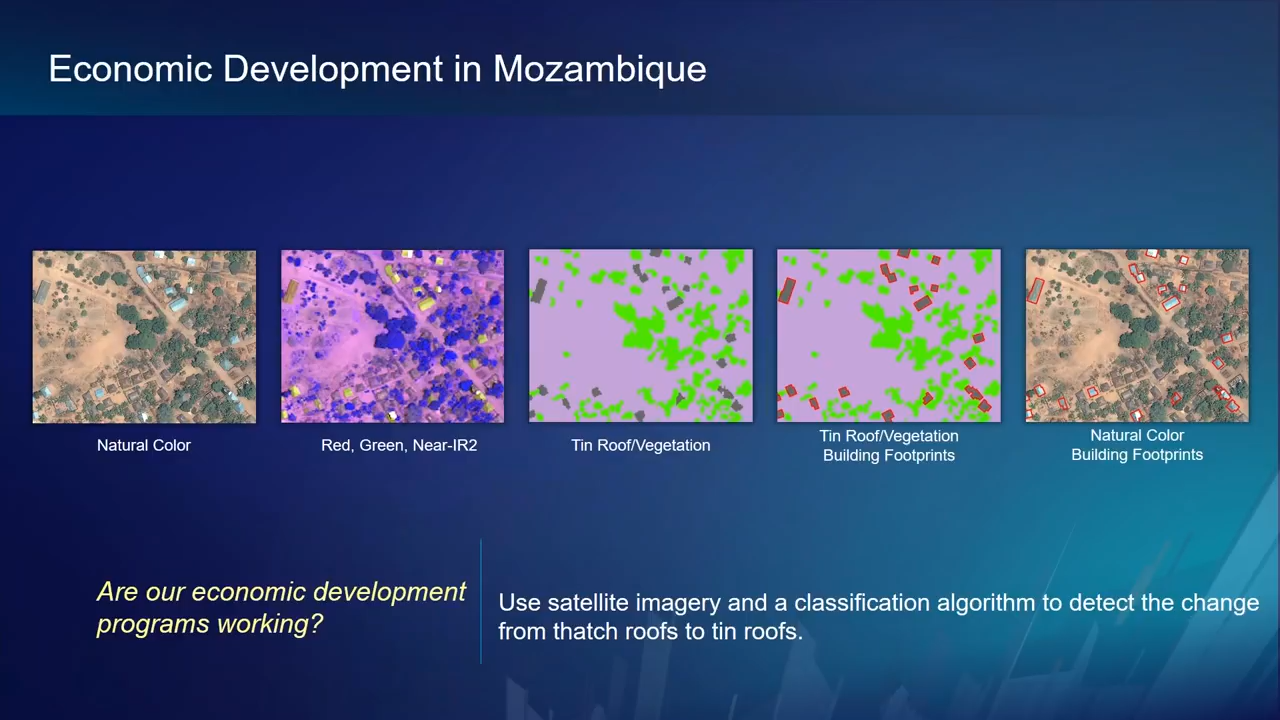 Economic Development in Mozambique
Natural Color
Red, Green, Near-IR2
Tin Roof/Vegetation
Tin Roof/Vegetation
Building Footprints
Natural Color
Building Footprints
Are our economic development
programs working?
Use satellite imagery and a classification algorithm to detect the change
from thatch roofs to tin roofs.